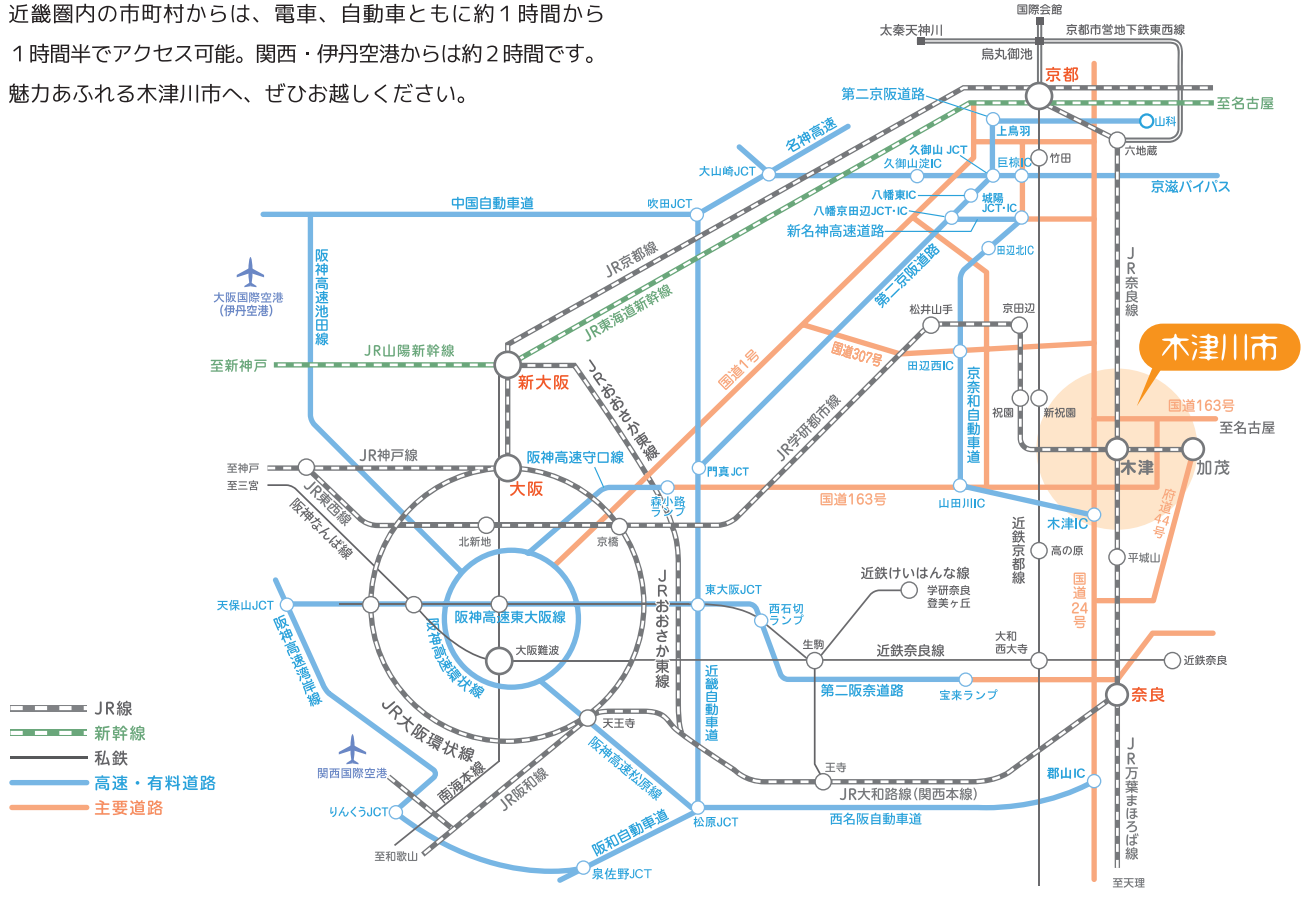 近畿圏内の市町村からは、電車、自動車ともに約１時間から
１時間半でアクセス可能。関西・伊丹空港からは約２時間です。
魅力あふれる木津川市へ、ぜひお越しください。
国際会館
太秦天神川
京都市営地下鉄東西線
烏丸御池
京都
第二京阪道路
至名古屋
上鳥羽
山科
名神高速
六地蔵
久御山 JCT
竹田
大山崎JCT
久御山淀IC
巨椋IC
京滋バイパス
八幡東IC
城陽
JCT・IC
中国自動車道
吹田JCT
八幡京田辺JCT・IC
新名神高速道路
田辺北IC
阪神高速池田線
JR京都線
第二京阪道路
JR奈良線
大阪国際空港
（伊丹空港）
JR東海道新幹線
松井山手
京田辺
木津川市
JR山陽新幹線
至新神戸
国道1号
国道307号
田辺西IC
新大阪
JRおおさか東線
京奈和自動車道
祝園
新祝園
国道163号
至名古屋
JR学研都市線
JR神戸線
阪神高速守口線
至神戸
門真JCT
木津
加茂
至三宮
大阪
JR東西線
森小路
ランプ
国道163号
山田川IC
府道44号
阪神なんば線
木津IC
北新地
京橋
近鉄京都線
高の原
平城山
近鉄けいはんな線
国道24号
学研奈良
登美ヶ丘
JRおおさか東線
東大阪JCT
天保山JCT
西石切
ランプ
阪神高速東大阪線
阪神高速湾岸線
阪神高速環状線
大阪難波
生駒
近鉄奈良線
大和
西大寺
近鉄奈良
近畿自動車道
第二阪奈道路
宝来ランプ
奈良
JR線
新幹線
私鉄
高速・有料道路
主要道路
JR大阪環状線
天王寺
阪神高速松原線
関西国際空港
南海本線
JR阪和線
王寺
郡山IC
JR万葉まほろば線
JR大和路線（関西本線）
りんくうJCT
松原JCT
西名阪自動車道
阪和自動車道
至和歌山
泉佐野JCT
至天理